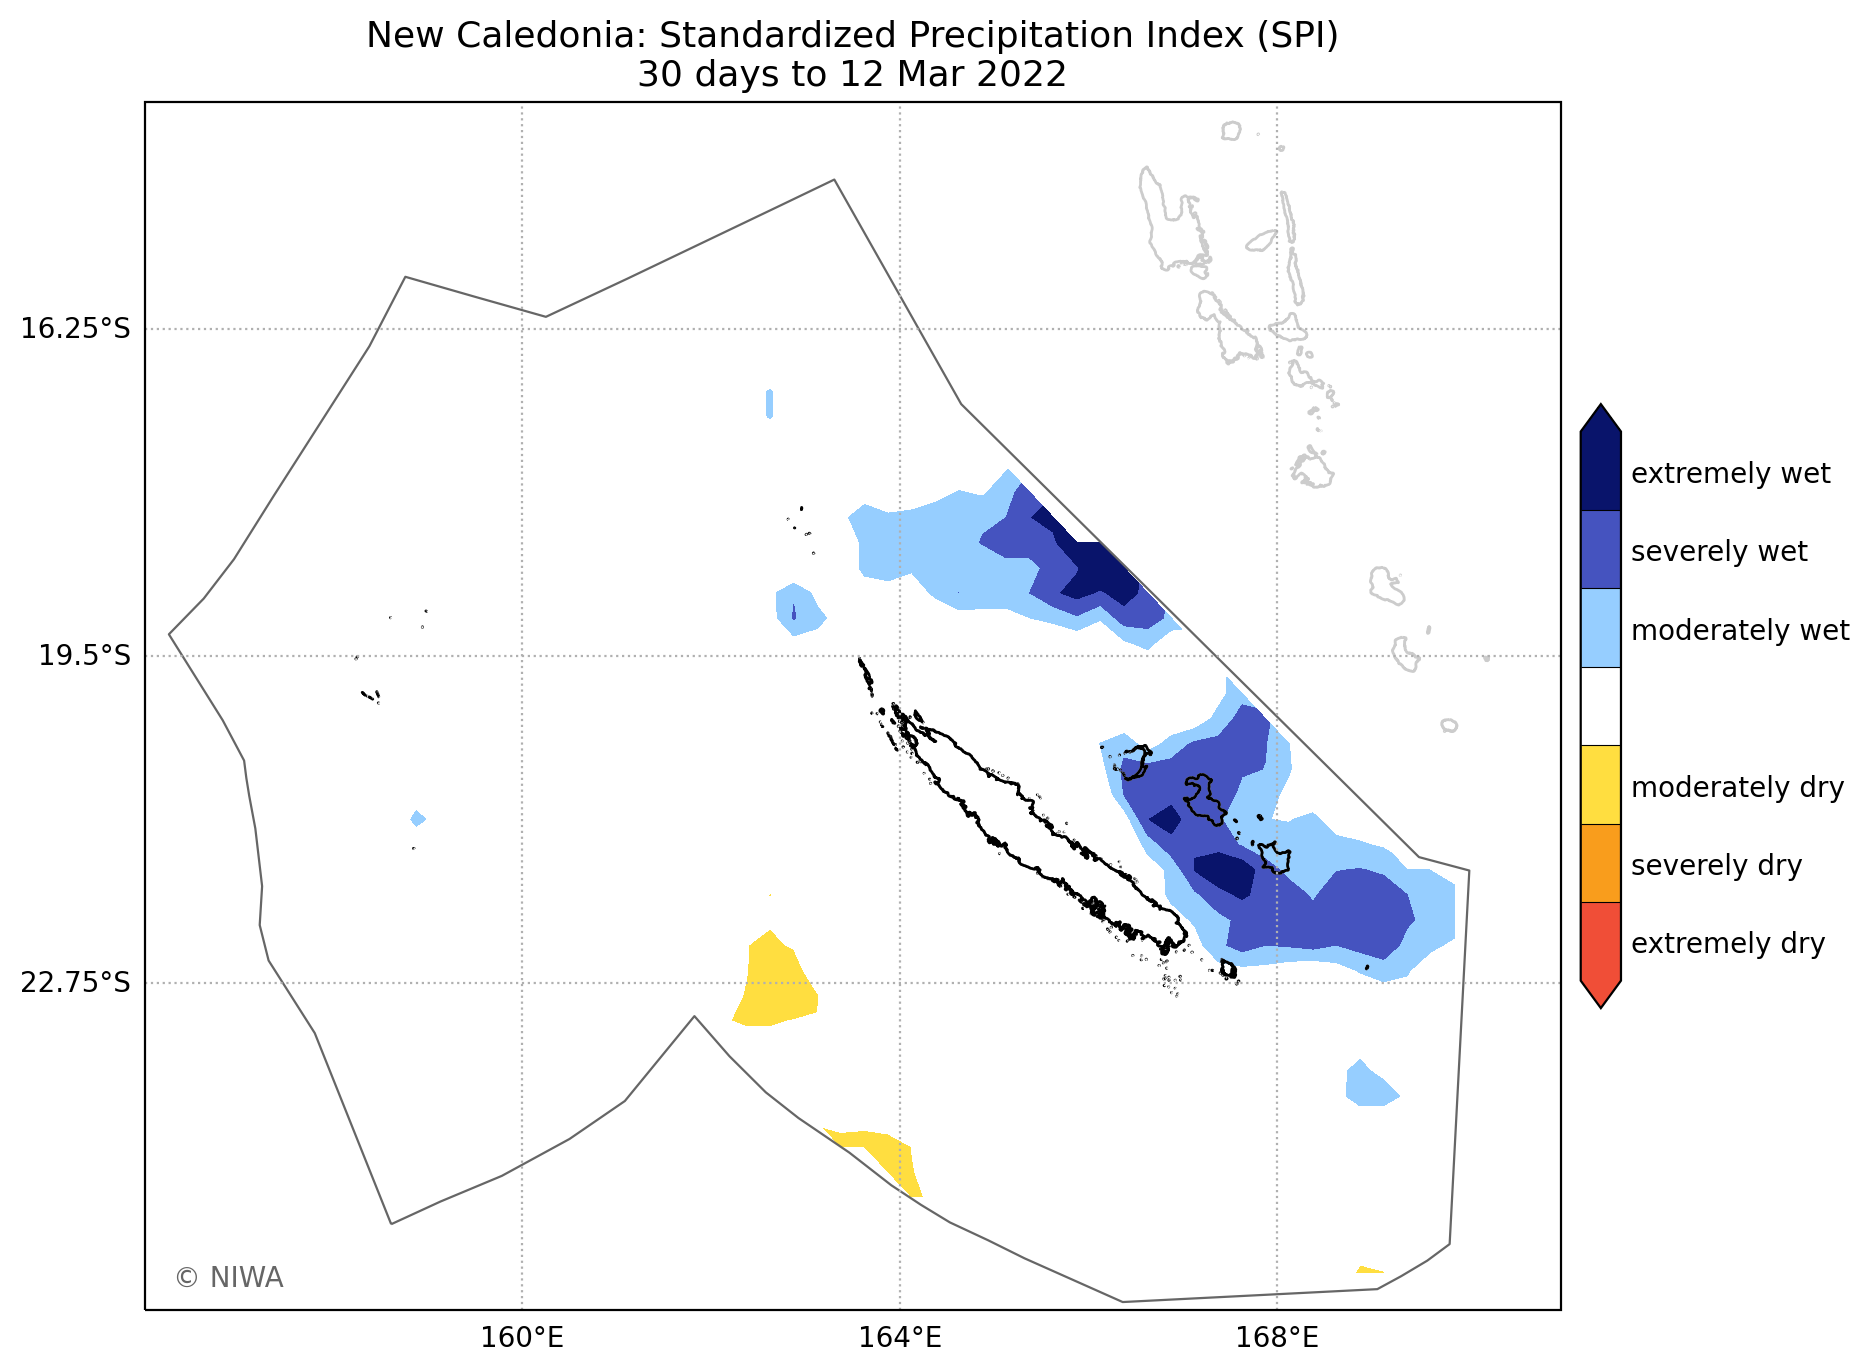 New Caledonia: Standardized Precipitation Index (SPI)
30 days to 12 Mar 2022
16.25°S
19.5°S
22.75°S
160°E
164°E
168°E
extremely wet
severely wet
moderately wet
moderately dry
severely dry
extremely dry
© NIWA